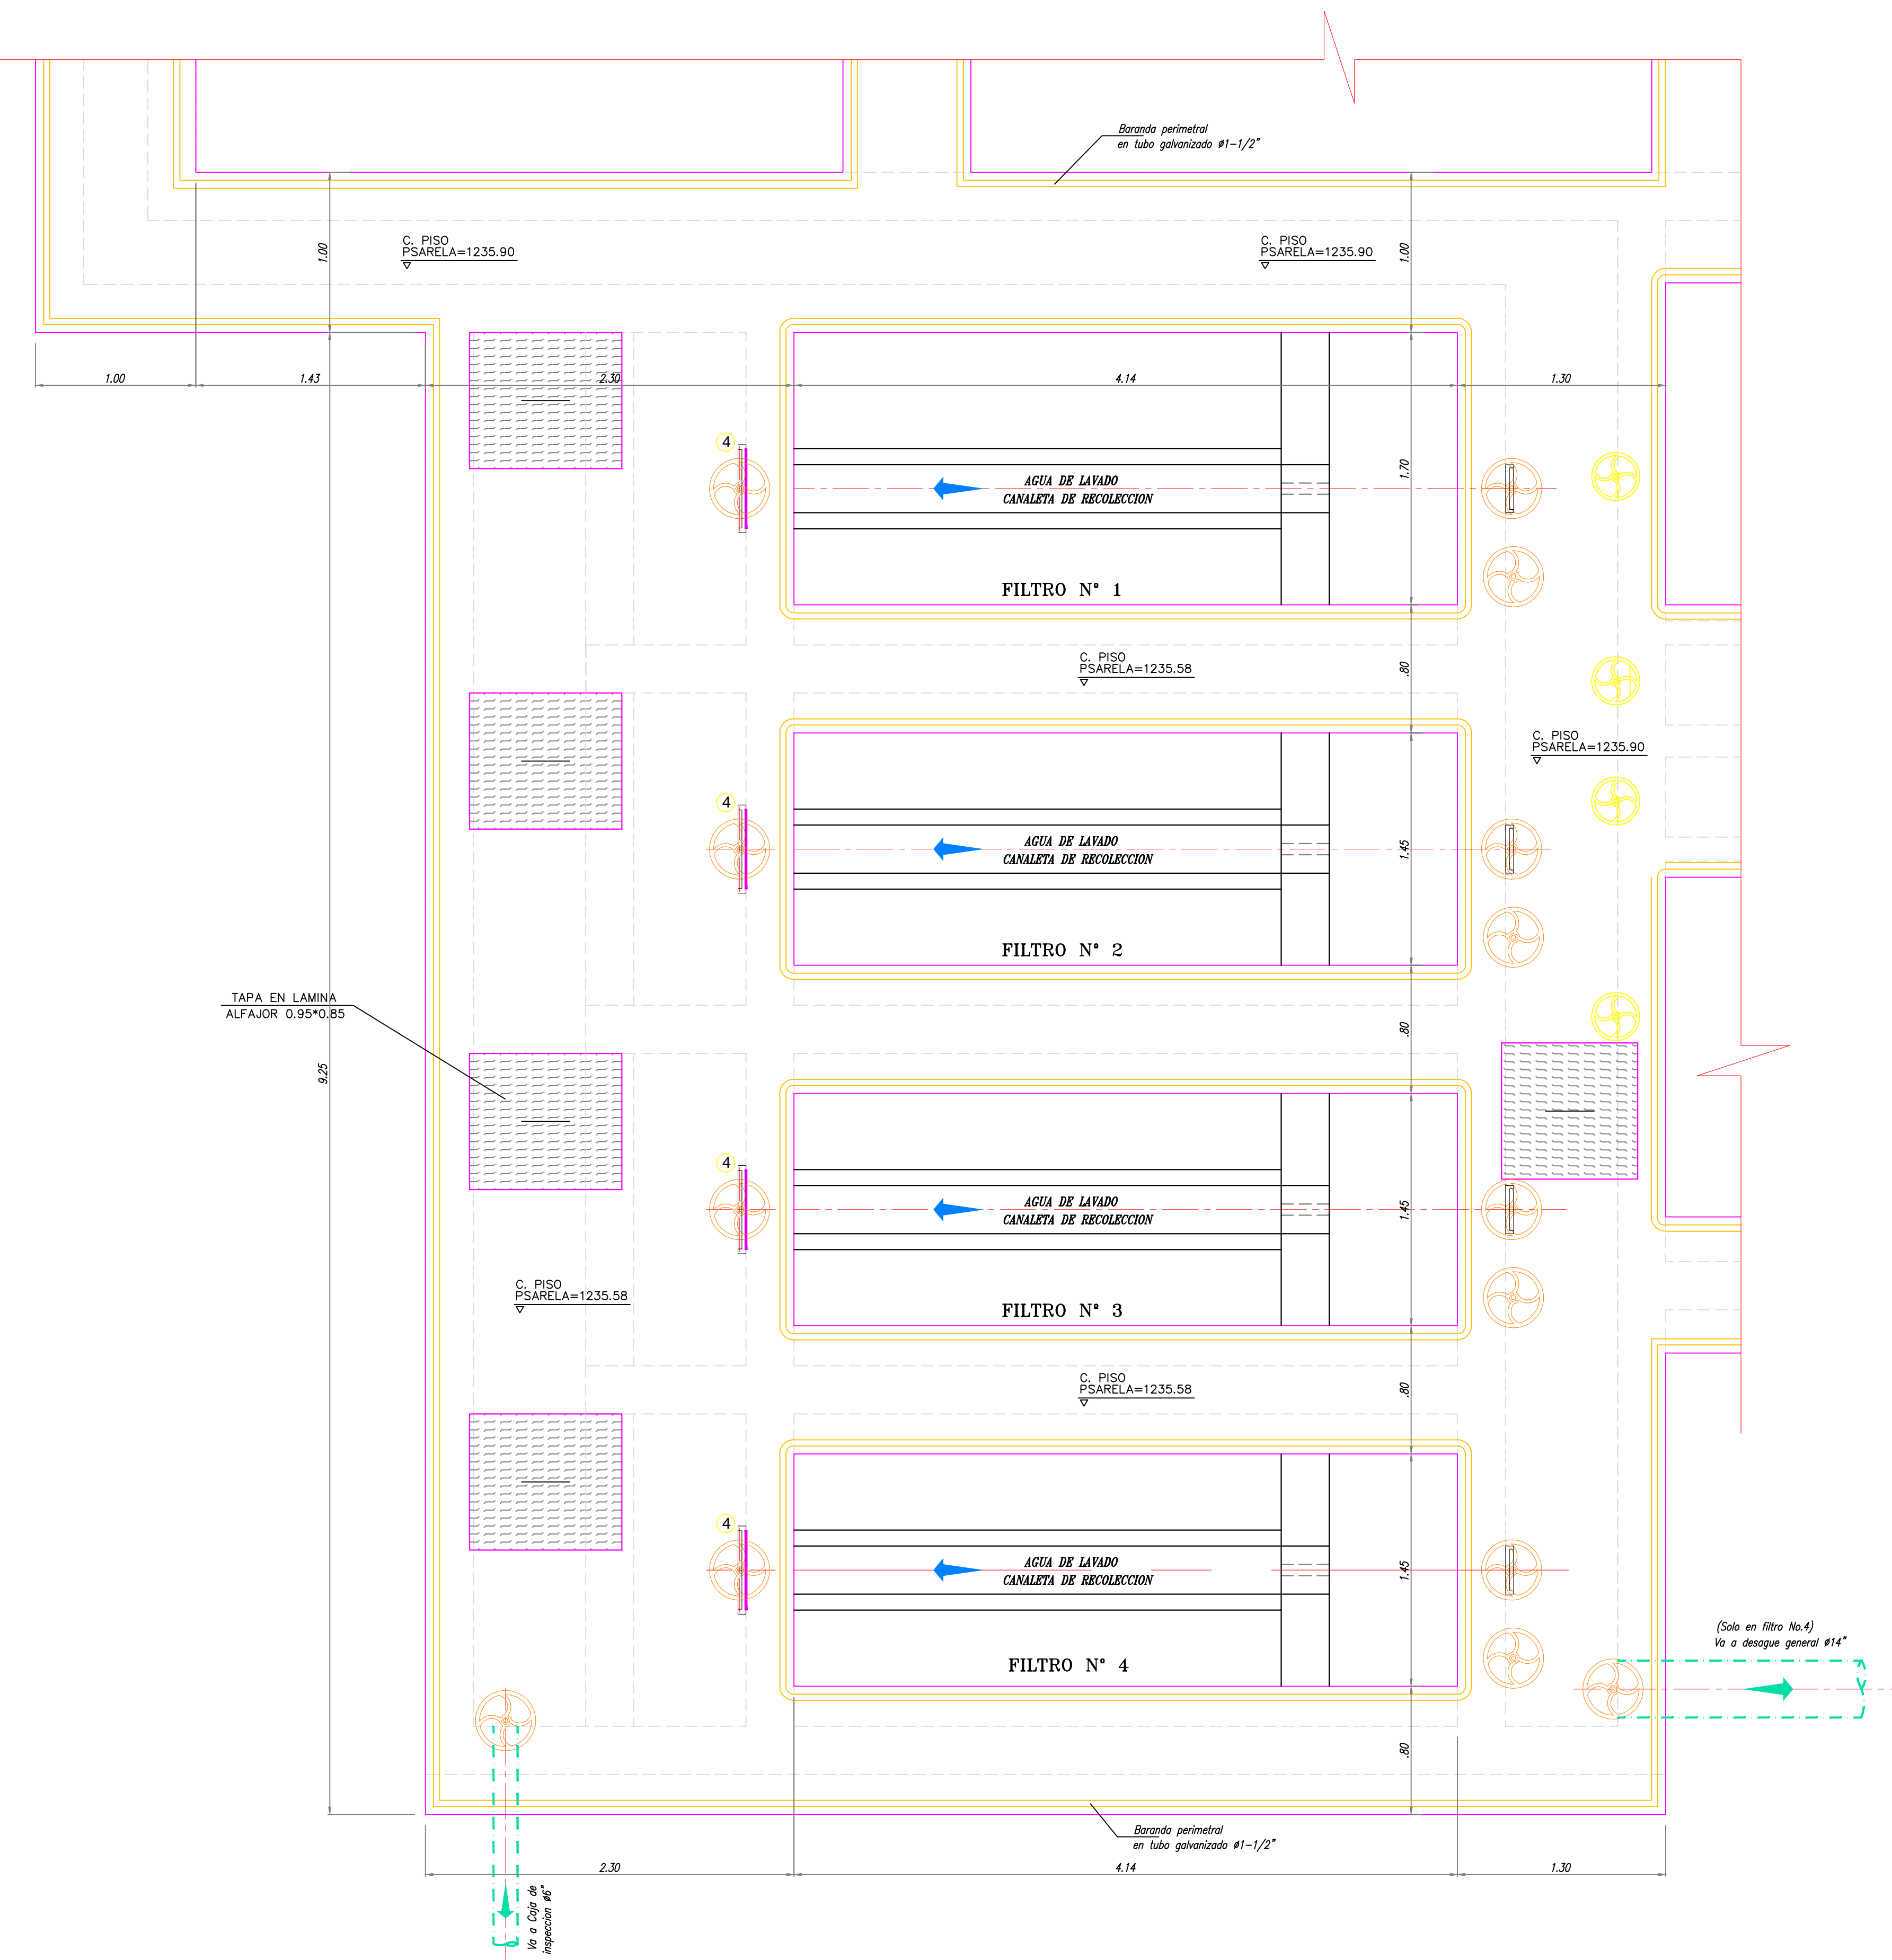 Baranda perimetral
en tubo galvanizado ø1-1/2"
C. PISO
PSARELA=1235.90
C. PISO
PSARELA=1235.90
1.00
1.00
1.00
1.43
2.30
4.14
1.30
4
1.70
AGUA DE LAVADO
CANALETA DE RECOLECCION
FILTRO N° 1
C. PISO
PSARELA=1235.58
.80
C. PISO
PSARELA=1235.90
4
AGUA DE LAVADO
CANALETA DE RECOLECCION
1.45
FILTRO N° 2
TAPA EN LAMINA
ALFAJOR 0.95*0.85
.80
9.25
4
AGUA DE LAVADO
CANALETA DE RECOLECCION
1.45
C. PISO
PSARELA=1235.58
FILTRO N° 3
C. PISO
PSARELA=1235.58
.80
4
AGUA DE LAVADO
CANALETA DE RECOLECCION
1.45
FILTRO N° 4
(Solo en filtro No.4)
Va a desague general ø14"
.80
Baranda perimetral
en tubo galvanizado ø1-1/2"
2.30
4.14
1.30
Va a Caja de
inspeccion ø6"